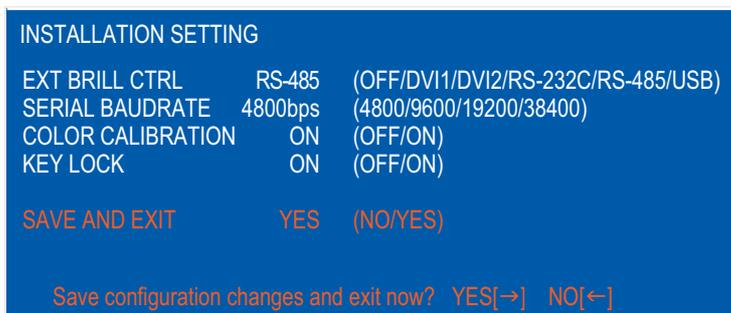 INSTALLATION SETTING
EXT BRILL CTRL RS-485 (OFF/DVI1/DVI2/RS-232C/RS-485/USB)
SERIAL BAUDRATE 4800bps (4800/9600/19200/38400)
COLOR CALIBRATION ON (OFF/ON)
KEY LOCK ON (OFF/ON)
SAVE AND EXIT YES (NO/YES)
Save configuration changes and exit now? YES[→] NO[←]